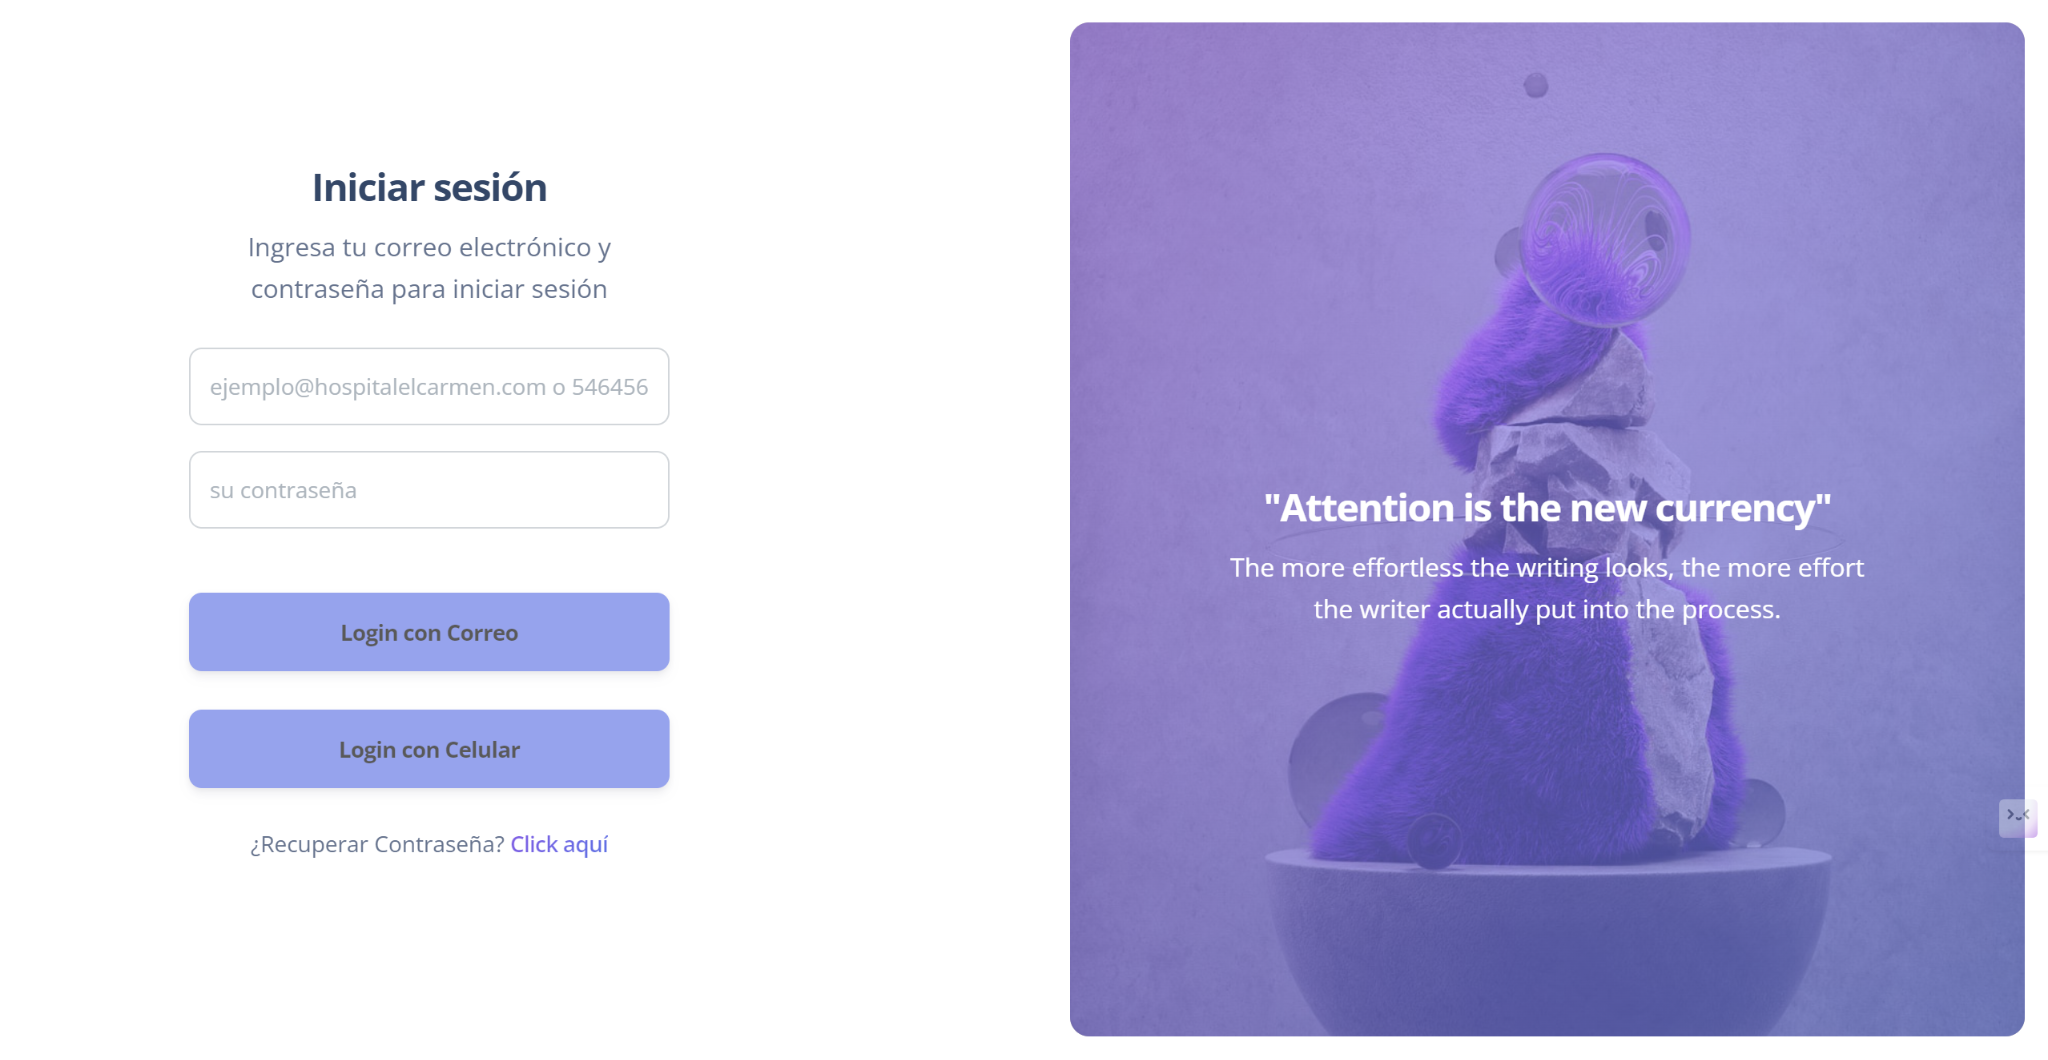 Iniciar sesión
Ingresa tu correo electrónico y
contraseña para iniciar sesión
ejemplo@hospitalelcarmen.com o 546456
su contraseña
Login con Correo
Login con Celular
¿Recuperar Contraseña? Click aquí
"Attention is the new currency"
The more effortless the writing looks, the more effort
the writer actually put into the process.